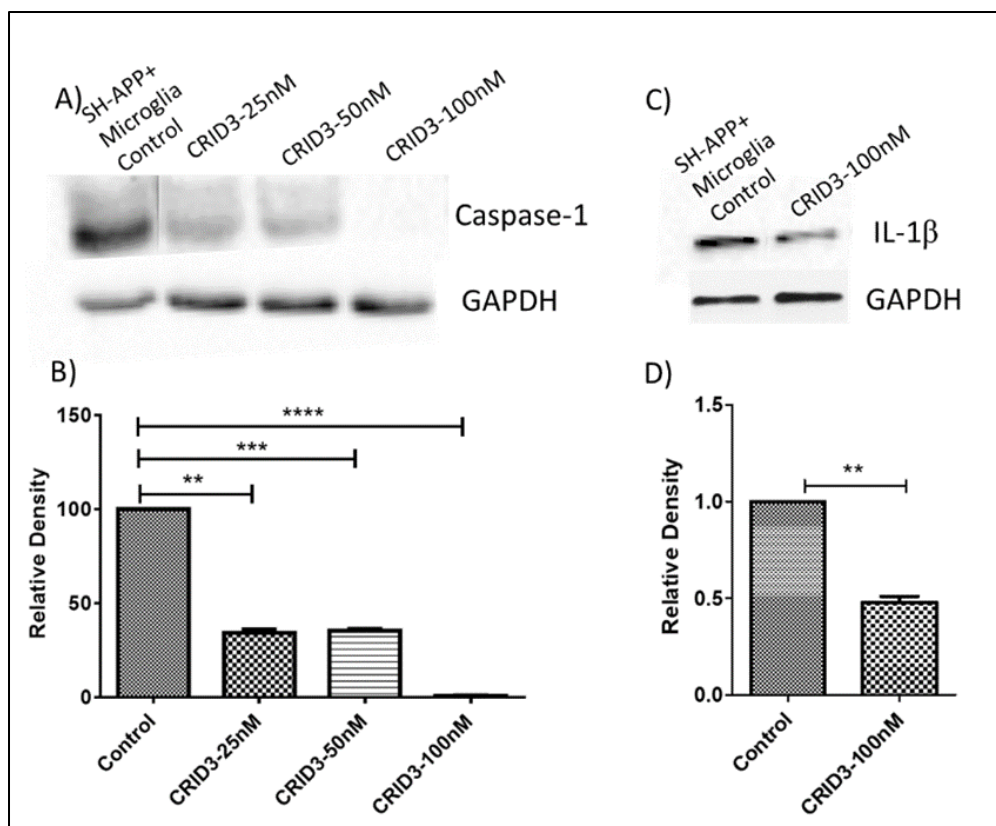 A)
SH-APP+
Microglia
Control
CRID3-25nM
CRID3-50nM
CRID3-100nM
Caspase-1
GAPDH
B)
****
***
**
150
100
50
0
Relative Density
Control
CRID3-25nM
CRID3-50nM
CRID3-100nM
C)
SH-APP+
Microglia
Control
CRID3-100nM
IL-1β
GAPDH
D)
**
1.5
1.0
0.5
0.0
Relative Density
Control
CRID3-100nM